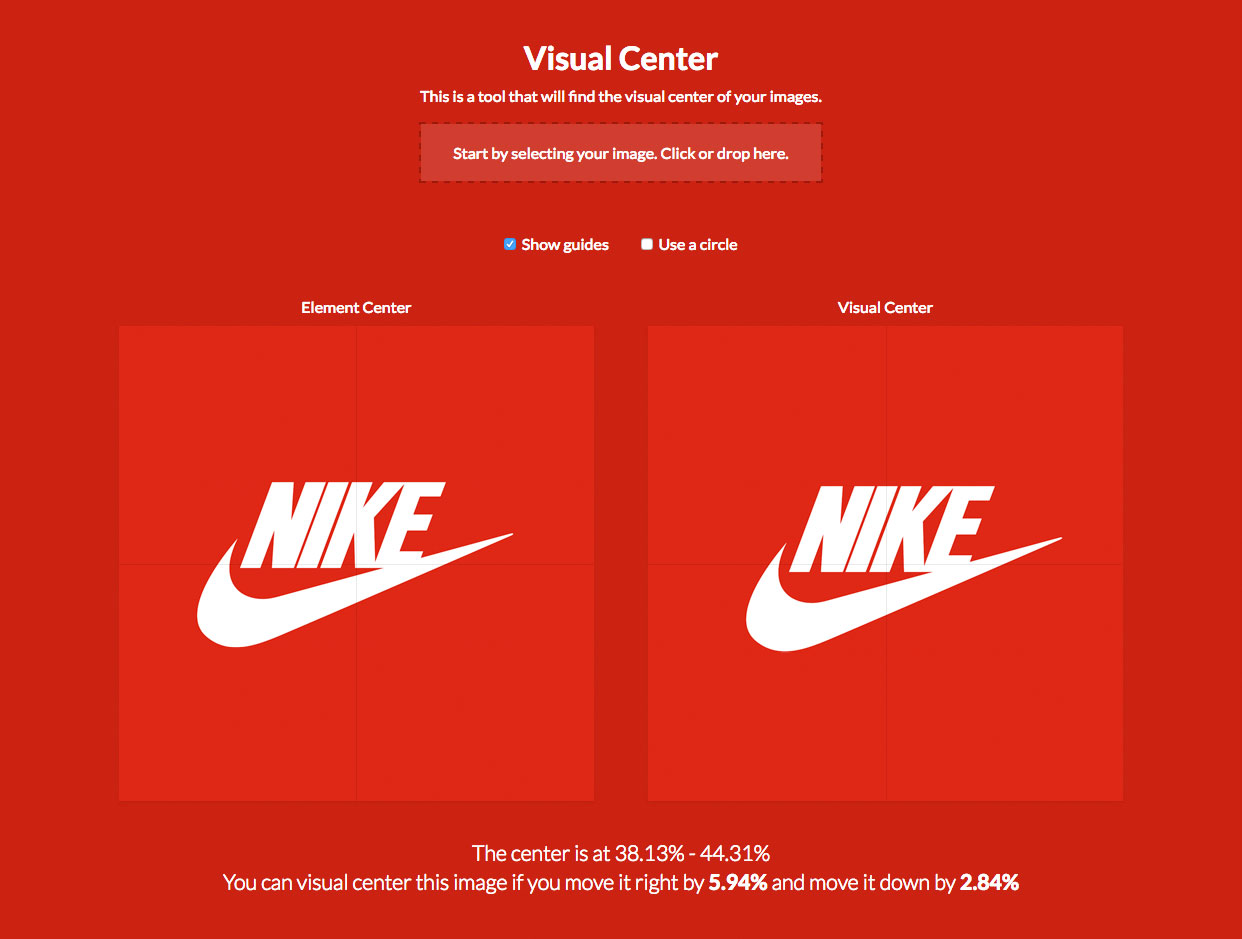 Visual Center
This is a tool that will find the visual center of your images.
Start by selecting your image. Click or drop here.
Show guides
Use a circle
Element Center
Visual Center
NIKE
NIKE
The center is at 38.13% - 44.31%
You can visual center this image if you move it right by 5.94% and move it down by 2.84%